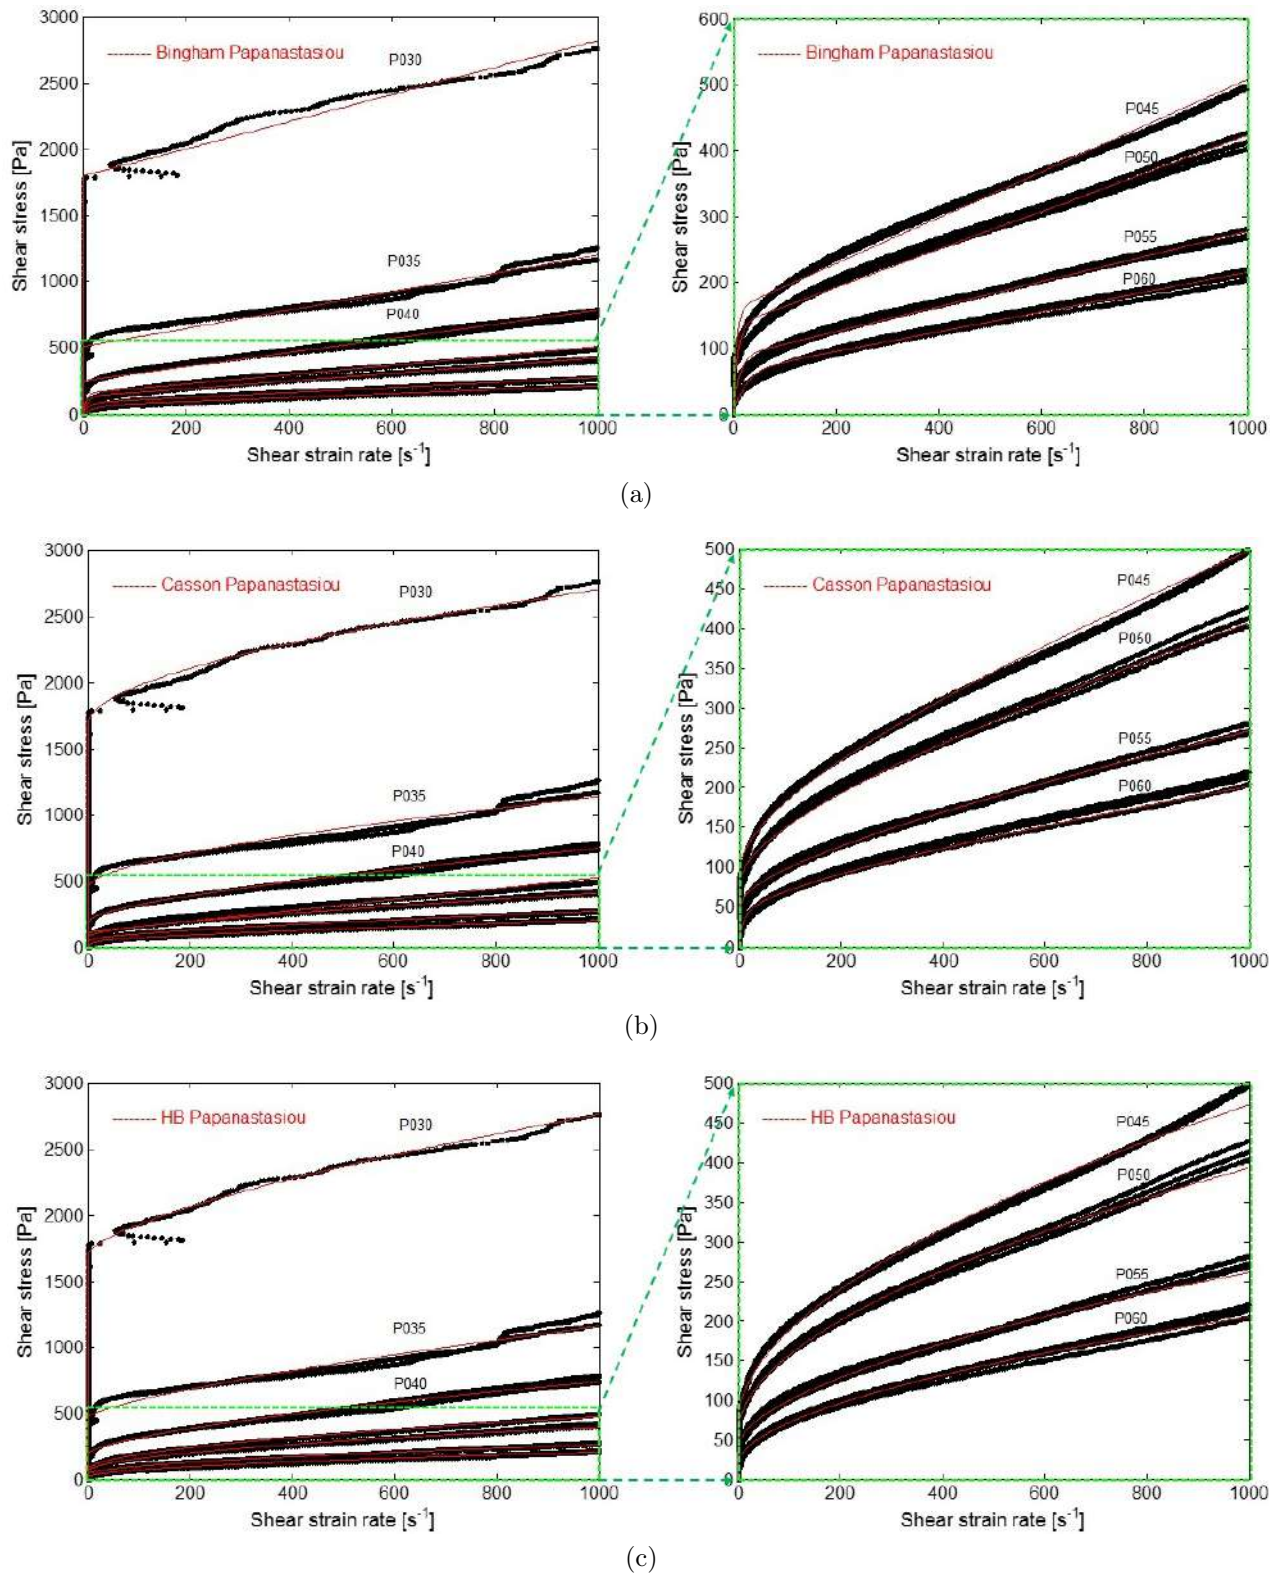 3000
2500
2000
1500
1000
500
0
Shear stress [Pa]
Bingham Papanastasiou
P030
P035
P040
0 200 400 600 800 1000
Shear strain rate [s⁻¹]
600
500
400
300
200
100
0
Shear stress [Pa]
Bingham Papanastasiou
P045
P050
P055
P060
0 200 400 600 800 1000
Shear strain rate [s⁻¹]
(a)
3000
2500
2000
1500
1000
500
0
Shear stress [Pa]
Casson Papanastasiou
P030
P035
P040
0 200 400 600 800 1000
Shear strain rate [s⁻¹]
500
450
400
350
300
250
200
150
100
50
0
Shear stress [Pa]
Casson Papanastasiou
P045
P050
P055
P060
0 200 400 600 800 1000
Shear strain rate [s⁻¹]
(b)
3000
2500
2000
1500
1000
500
0
Shear stress [Pa]
HB Papanastasiou
P030
P035
P040
0 200 400 600 800 1000
Shear strain rate [s⁻¹]
500
450
400
350
300
250
200
150
100
50
0
Shear stress [Pa]
HB Papanastasiou
P045
P050
P055
P060
0 200 400 600 800 1000
Shear strain rate [s⁻¹]
(c)